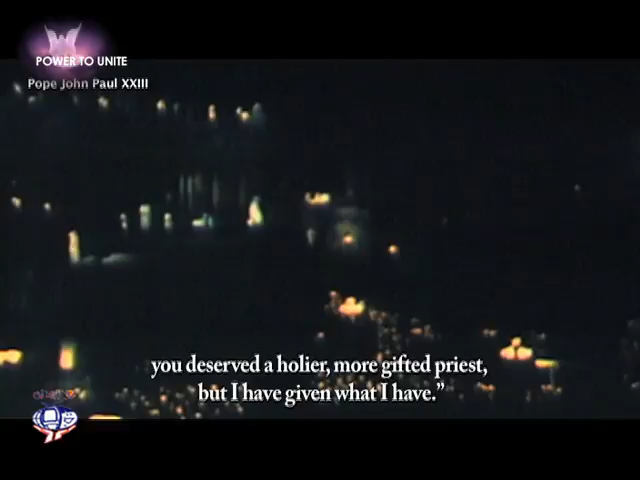 POWER TO UNITE
Pope John Paul XXIII
you deserved a holier, more gifted priest,
but I have given what I have.”